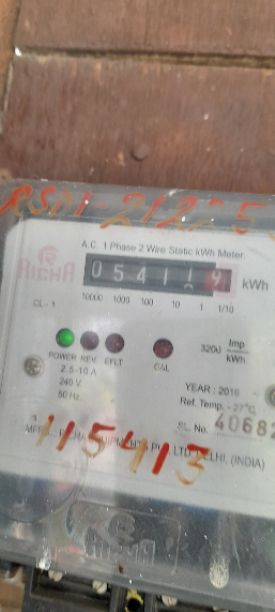 A.C. 1 Phase 2 Wire Static kWh Meter
kWh
10000 1000 100 10 1 1/10
CL-1
3200 Imp/kWh
POWER REV EFLT CAL
2.5-10 A
240 V
50 Hz.
YEARː 2016
Ref. Temp. - 27°C
SL. No. 40682
LTD. DELHI, (INDIA)
115413